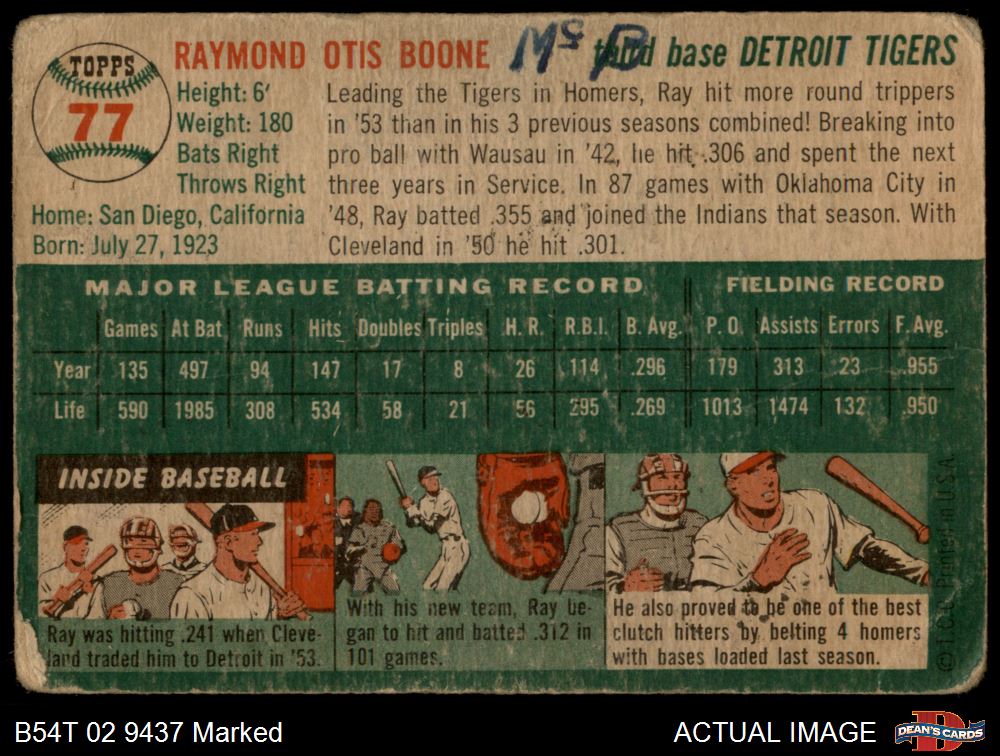 TOPPS
77
RAYMOND OTIS BOONE Mc B third base DETROIT TIGERS
Height: 6'
Weight: 180
Bats Right
Throws Right
Home: San Diego, California
Born: July 27, 1923
Leading the Tigers in Homers, Ray hit more round trippers
in '53 than in his 3 previous seasons combined! Breaking into
pro ball with Wausau in '42, he hit .306 and spent the next
three years in Service. In 87 games with Oklahoma City in
'48, Ray batted .355 and joined the Indians that season. With
Cleveland in '50 he hit .301.
MAJOR LEAGUE BATTING RECORD FIELDING RECORD
Games At Bat Runs Hits Doubles Triples H. R. R.B.I. B. Avg. P. O. Assists Errors F. Avg.
Year 135 497 94 147 17 8 26 114 .296 179 313 23 .955
Life 590 1985 308 534 58 21 56 295 .269 1013 1474 132 .950
INSIDE BASEBALL
Ray was hitting .241 when Cleve-
land traded him to Detroit in '53.
With his new team, Ray be-
gan to hit and batted .312 in
101 games.
He also proved to be one of the best
clutch hitters by belting 4 homers
with bases loaded last season.
© T.C.G. Printed in U.S.A.
B54T 02 9437 Marked
ACTUAL IMAGE
DEAN'S CARDS